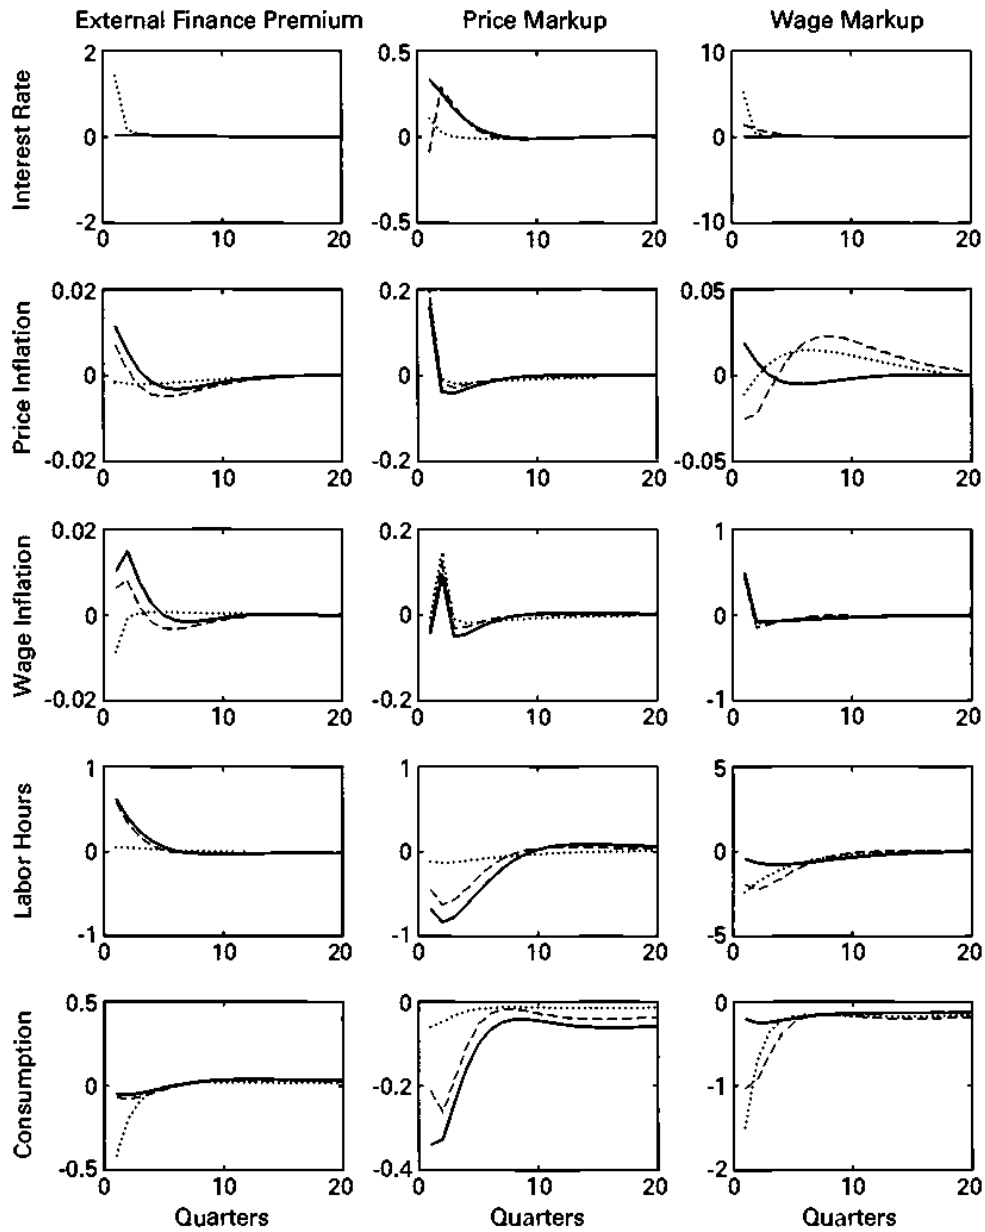 External Finance Premium Price Markup Wage Markup
Interest Rate
2 0.5 10
0 0 0
-2 -0.5 -10
0 10 20 0 10 20 0 10 20
Price Inflation
0.02 0.2 0.05
0 0 0
-0.02 -0.2 -0.05
0 10 20 0 10 20 0 10 20
Wage Inflation
0.02 0.2 1
0 0 0
-0.02 -0.2 -1
0 10 20 0 10 20 0 10 20
Labor Hours
1 1 5
0 0 0
-1 -1 -5
0 10 20 0 10 20 0 10 20
Consumption
0.5 0 0
0 -0.2 -1
-0.5 -0.4 -2
0 10 20 0 10 20 0 10 20
Quarters Quarters Quarters